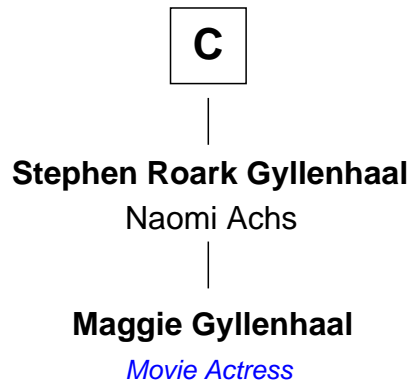 C
Stephen Roark Gyllenhaal
Naomi Achs
Maggie Gyllenhaal
Movie Actress